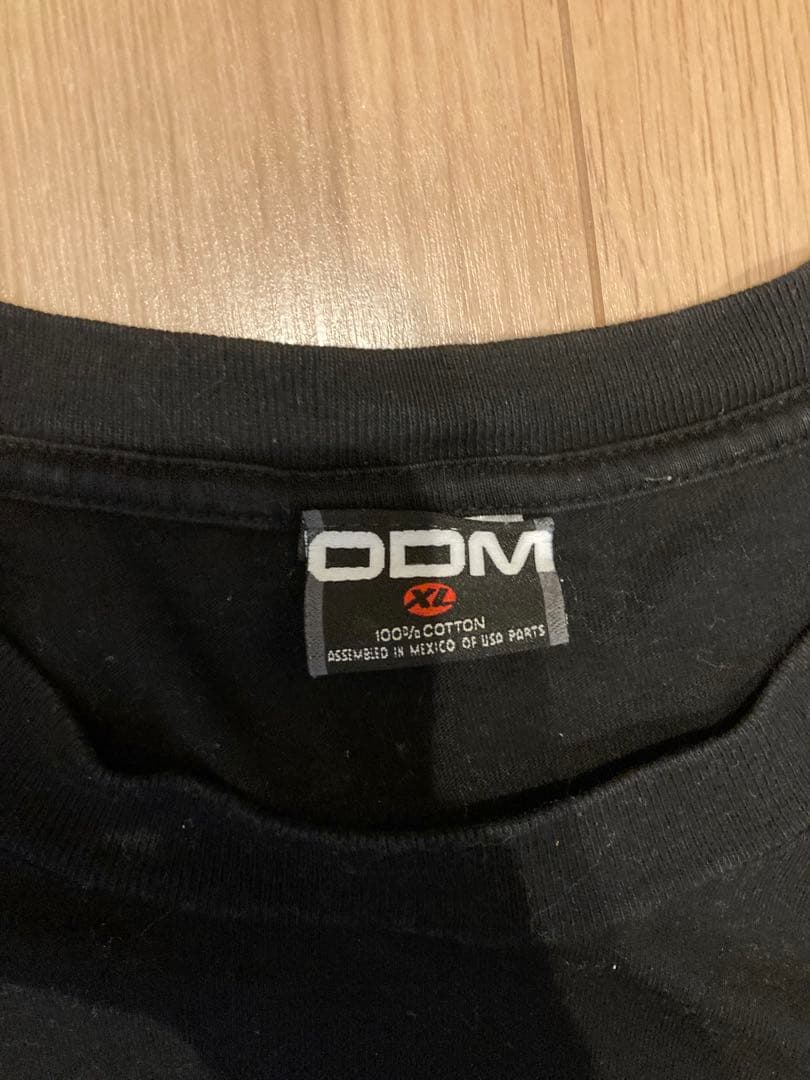 ODM
XL
100% COTTON
ASSEMBLED IN MEXICO OF USA PARTS